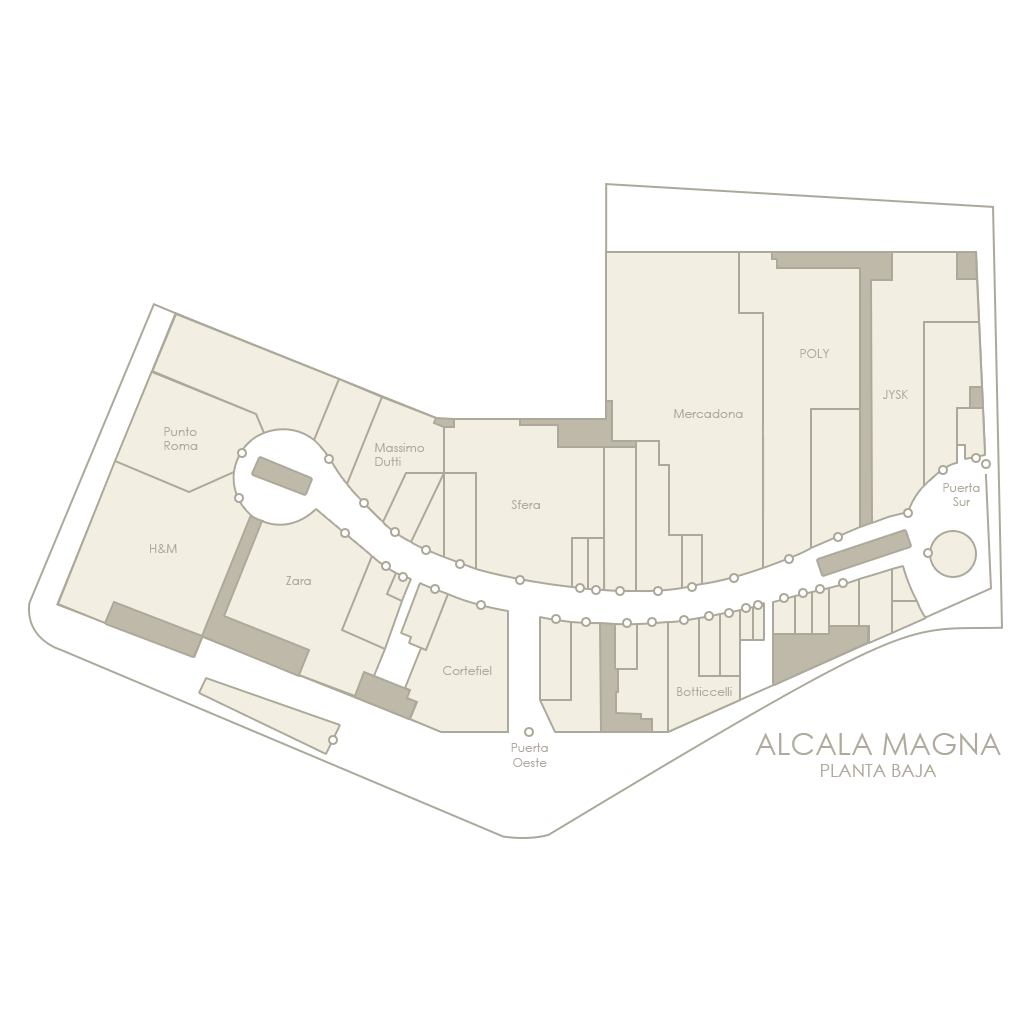 POLY
JYSK
Mercadona
Punto
Roma
Massimo
Dutti
Puerta
Sur
Sfera
H&M
Zara
Cortefiel
Botticcelli
ALCALA MAGNA
PLANTA BAJA
Puerta
Oeste